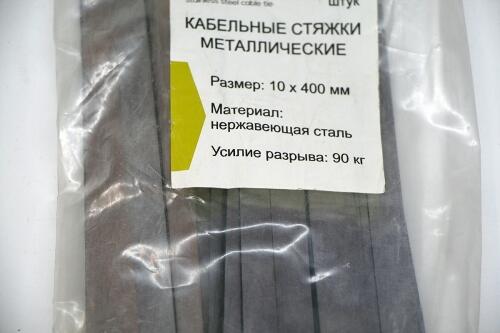 stainless steel cable tie
штук
КАБЕЛЬНЫЕ СТЯЖКИ
МЕТАЛЛИЧЕСКИЕ
Размер: 10 х 400 мм
Материал:
нержавеющая сталь
Усилие разрыва: 90 кг